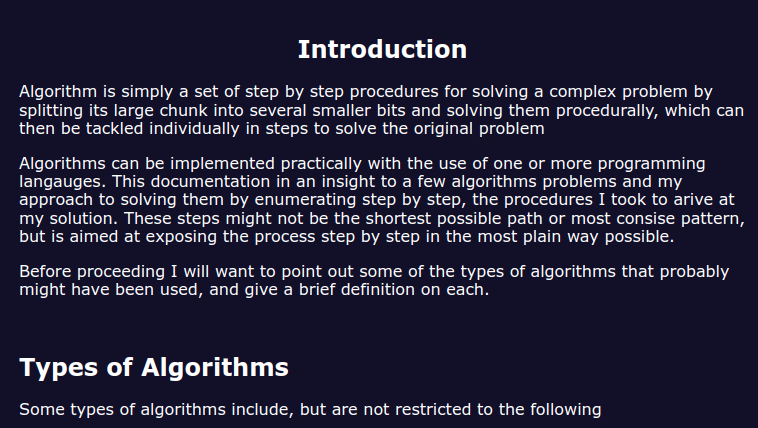 Introduction
Algorithm is simply a set of step by step procedures for solving a complex problem by
splitting its large chunk into several smaller bits and solving them procedurally, which can
then be tackled individually in steps to solve the original problem
Algorithms can be implemented practically with the use of one or more programming
langauges. This documentation in an insight to a few algorithms problems and my
approach to solving them by enumerating step by step, the procedures I took to arive at
my solution. These steps might not be the shortest possible path or most consise pattern,
but is aimed at exposing the process step by step in the most plain way possible.
Before proceeding I will want to point out some of the types of algorithms that probably
might have been used, and give a brief definition on each.
Types of Algorithms
Some types of algorithms include, but are not restricted to the following